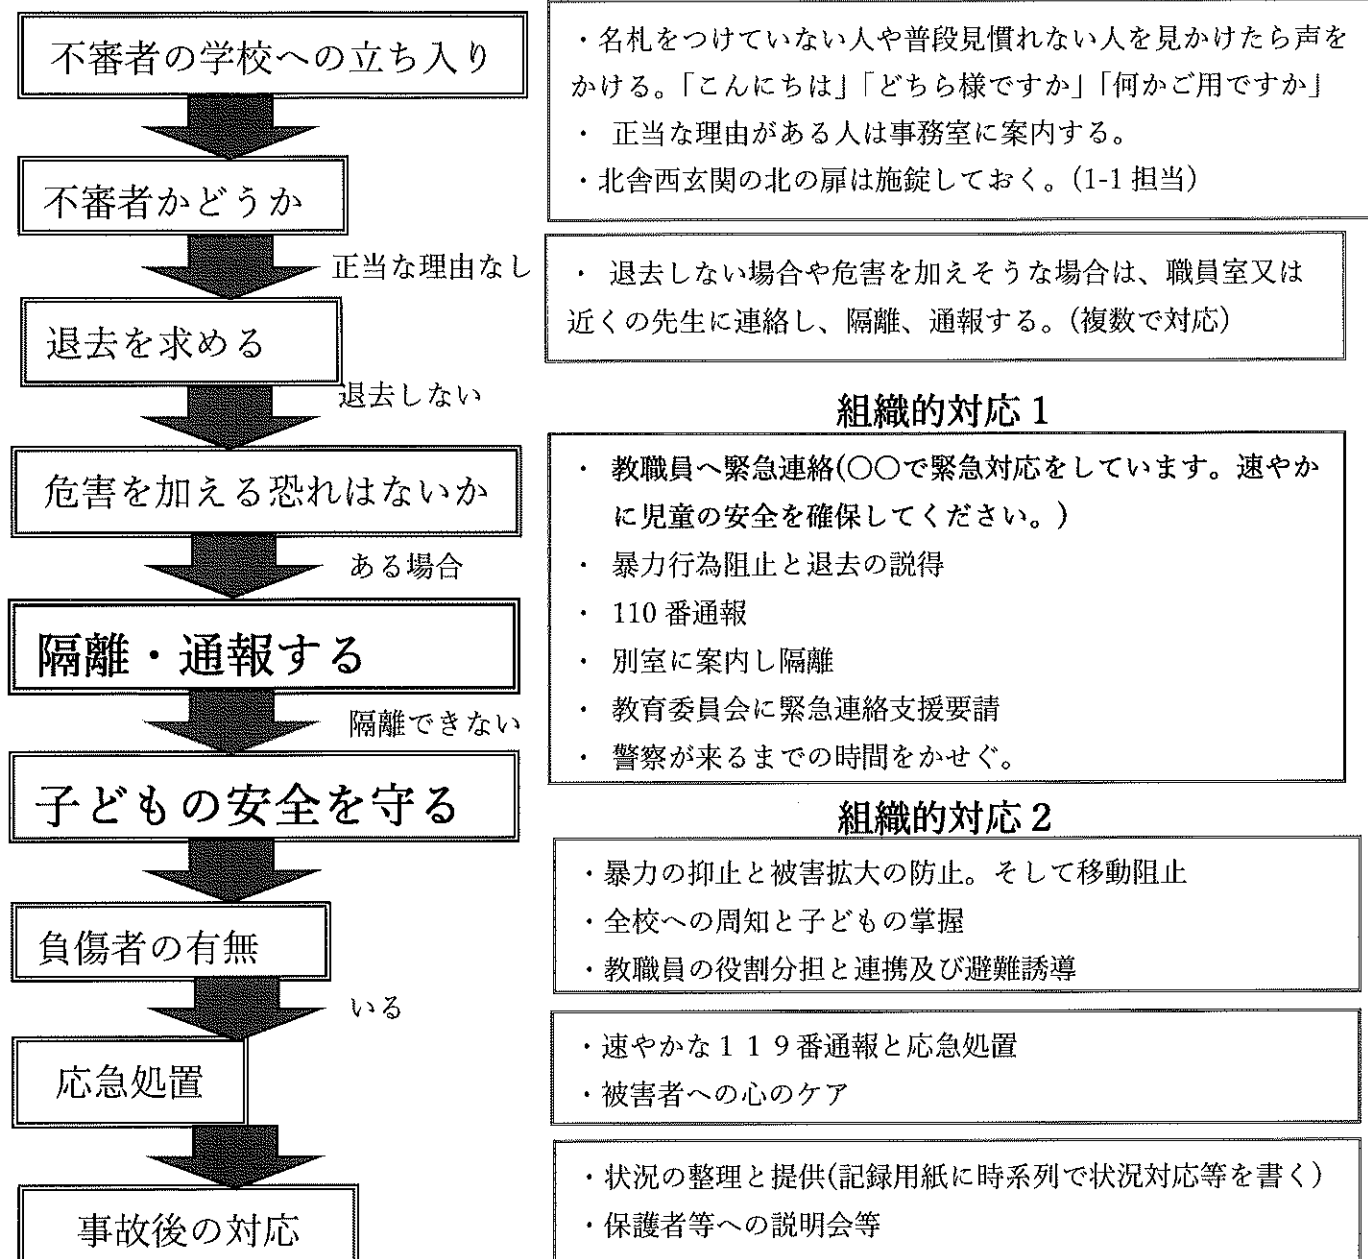 不審者の学校への立ち入り
・名札をつけていない人や普段見慣れない人を見かけたら声を
かける。「こんにちは」「どちら様ですか」「何かご用ですか」
・ 正当な理由がある人は事務室に案内する。
・北舎西玄関の北の扉は施錠しておく。(1-1 担当)
不審者かどうか
正当な理由なし
・ 退去しない場合や危害を加えそうな場合は、職員室又は
近くの先生に連絡し、隔離、通報する。(複数で対応)
退去を求める
退去しない
組織的対応 1
危害を加える恐れはないか
ある場合
・ 教職員へ緊急連絡(〇〇で緊急対応をしています。速やか
に児童の安全を確保してください。)
・ 暴力行為阻止と退去の説得
・ 110 番通報
・ 別室に案内し隔離
・ 教育委員会に緊急連絡支援要請
・ 警察が来るまでの時間をかせぐ。
隔離・通報する
隔離できない
子どもの安全を守る
組織的対応 2
・暴力の抑止と被害拡大の防止。そして移動阻止
・全校への周知と子どもの掌握
・教職員の役割分担と連携及び避難誘導
負傷者の有無
いる
・速やかな119番通報と応急処置
・被害者への心のケア
応急処置
・状況の整理と提供(記録用紙に時系列で状況対応等を書く)
・保護者等への説明会等
事故後の対応